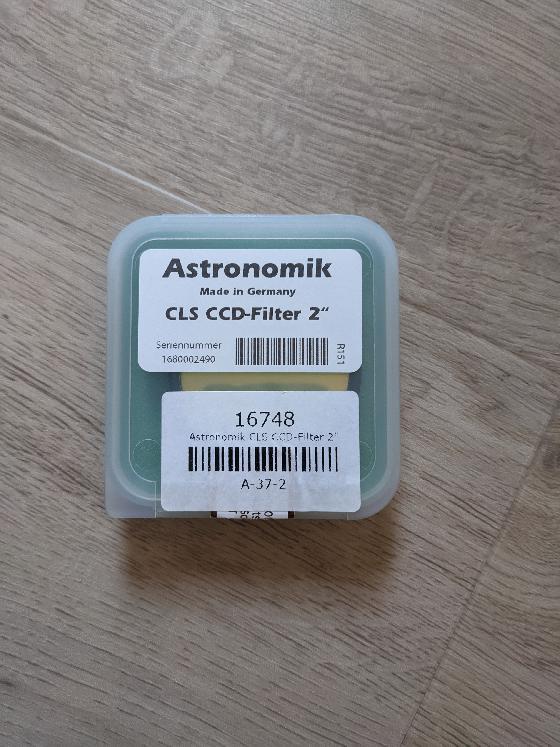 Astronomik
Made in Germany
CLS CCD-Filter 2“
Seriennummer
1680002490
R151
16748
Astronomik CLS CCD-Filter 2"
A-37-2